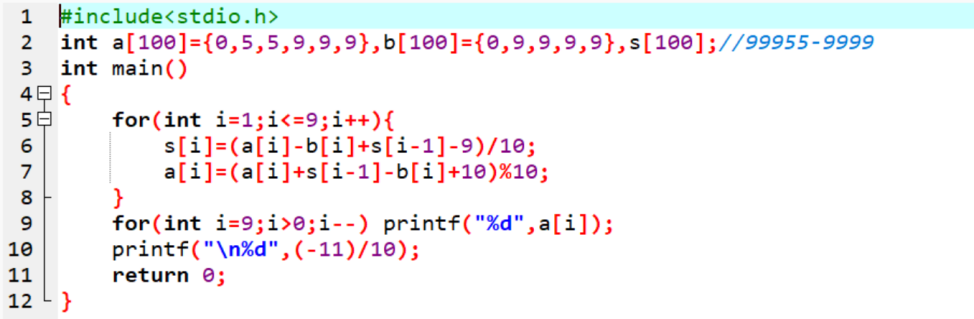 1 #include<stdio.h>
2 int a[100]={0,5,5,9,9,9},b[100]={0,9,9,9,9},s[100];//99955-9999
3 int main()
4 {
5 for(int i=1;i<=9;i++){
6 s[i]=(a[i]-b[i]+s[i-1]-9)/10;
7 a[i]=(a[i]+s[i-1]-b[i]+10)%10;
8 }
9 for(int i=9;i>0;i--) printf("%d",a[i]);
10 printf("\n%d",(-11)/10);
11 return 0;
12 }